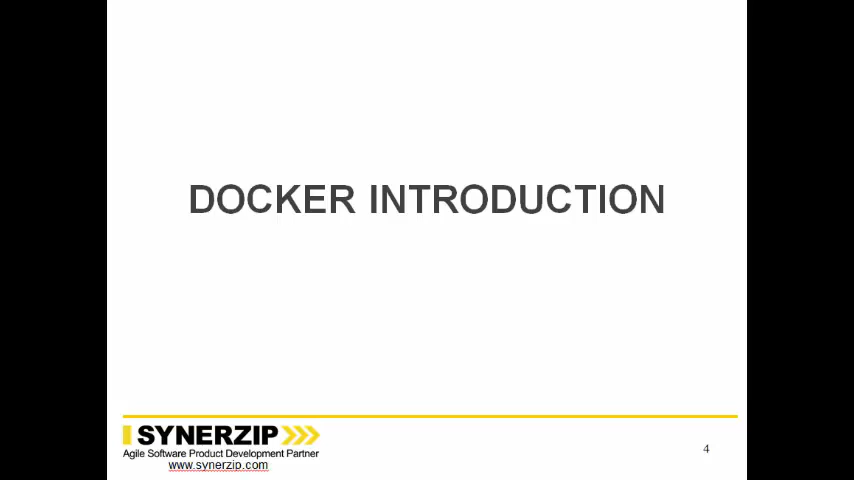 DOCKER INTRODUCTION
SYNERZIP
Agile Software Product Development Partner
www.synerzip.com
4